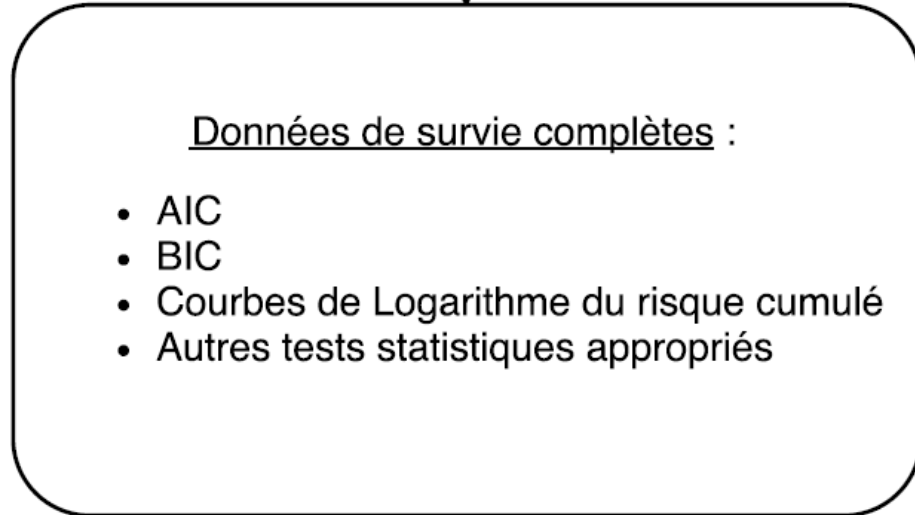 Données de survie complètes :
• AIC
• BIC
• Courbes de Logarithme du risque cumulé
• Autres tests statistiques appropriés